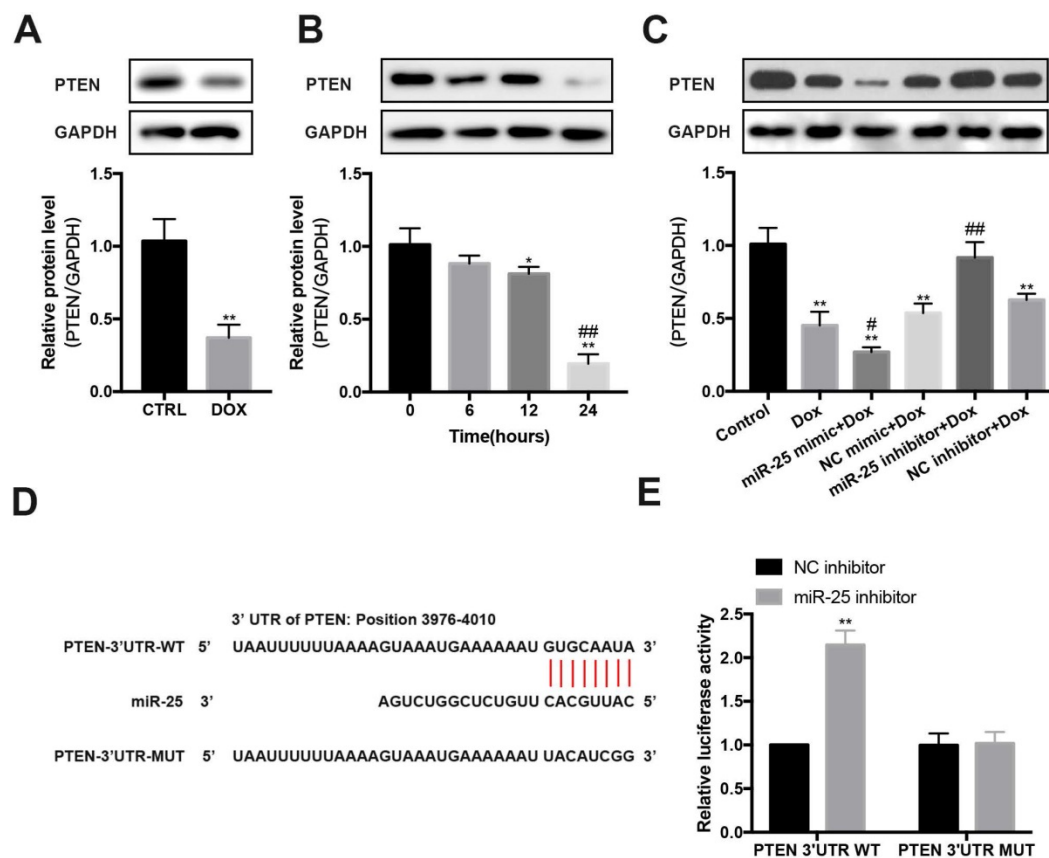 A
PTEN
GAPDH
Relative protein level
(PTEN/GAPDH)
1.5
1.0
0.5
0.0
**
CTRL DOX
B
PTEN
GAPDH
Relative protein level
(PTEN/GAPDH)
1.5
1.0
0.5
0.0
*
##
**
0 6 12 24
Time(hours)
C
PTEN
GAPDH
(PTEN/GAPDH)
1.5
1.0
0.5
0.0
**
#
**
**
##
**
Control
Dox
miR-25 mimic+Dox
NC mimic+Dox
miR-25 inhibitor+Dox
NC inhibitor+Dox
D
3' UTR of PTEN: Position 3976-4010
PTEN-3'UTR-WT 5' UAAUUUUUUAAAAGUAAAUGAAAAAAU GUGCAAUA 3'
miR-25 3' AGUCUGGCUCUGUU CACGUUAC 5'
PTEN-3'UTR-MUT 5' UAAUUUUUUAAAAGUAAAUGAAAAAAU UACAUCGG 3'
E
NC inhibitor
miR-25 inhibitor
Relative luciferase activity
2.5
2.0
1.5
1.0
0.5
0.0
**
PTEN 3'UTR WT PTEN 3'UTR MUT